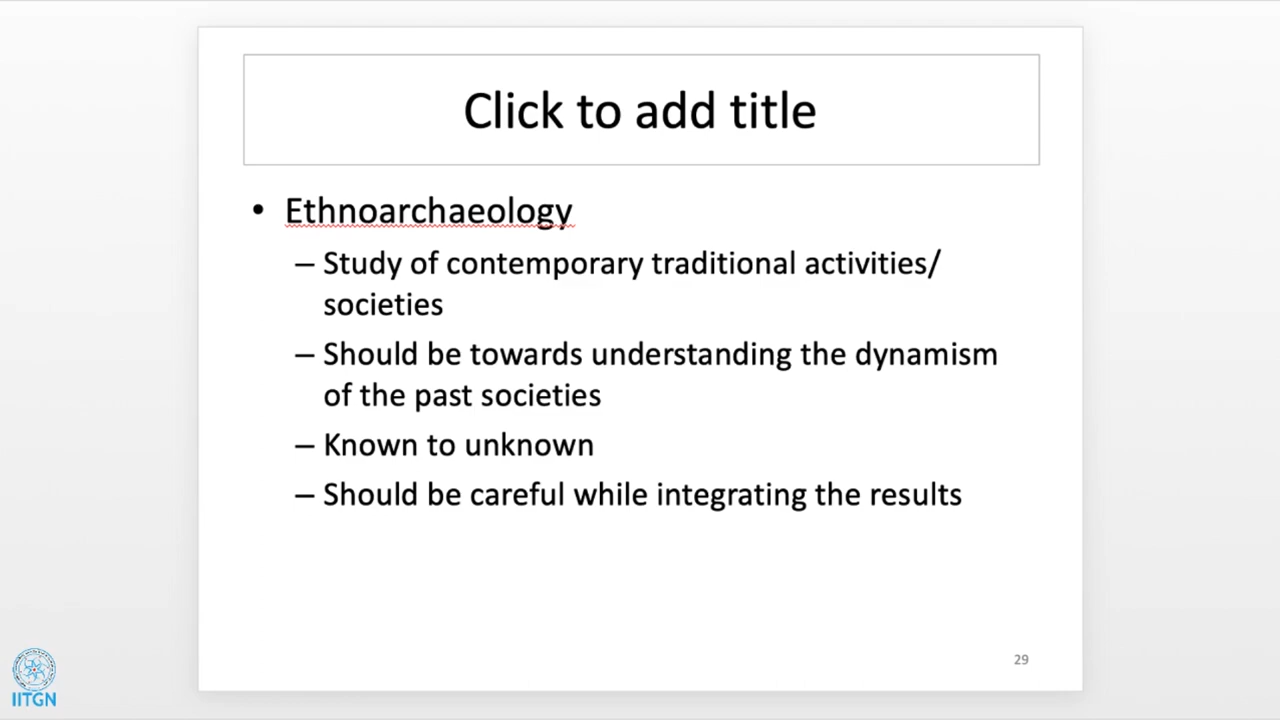 Click to add title
• Ethnoarchaeology
– Study of contemporary traditional activities/
societies
– Should be towards understanding the dynamism
of the past societies
– Known to unknown
– Should be careful while integrating the results
29
IITGN